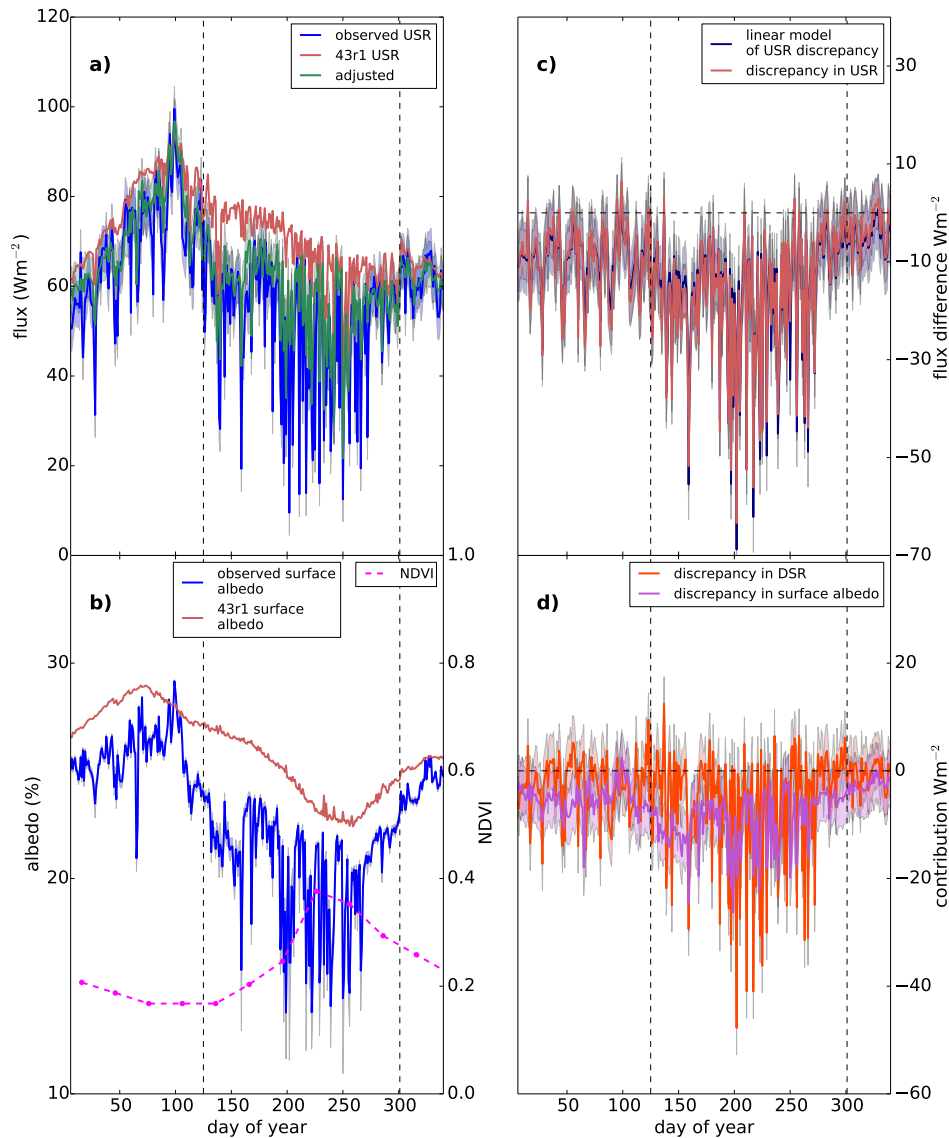 a)
observed USR
43r1 USR
adjusted
120
100
80
60
40
20
0
flux (Wm⁻²)
c)
linear model
of USR discrepancy
discrepancy in USR
30
10
−10
−30
−50
−70
flux difference Wm⁻²
b)
observed surface
albedo
43r1 surface
albedo
NDVI
30
20
10
albedo (%)
1.0
0.8
0.6
0.4
0.2
0.0
NDVI
50
100
150
200
250
300
day of year
d)
discrepancy in DSR
discrepancy in surface albedo
20
0
−20
−40
−60
contribution Wm⁻²
50
100
150
200
250
300
day of year